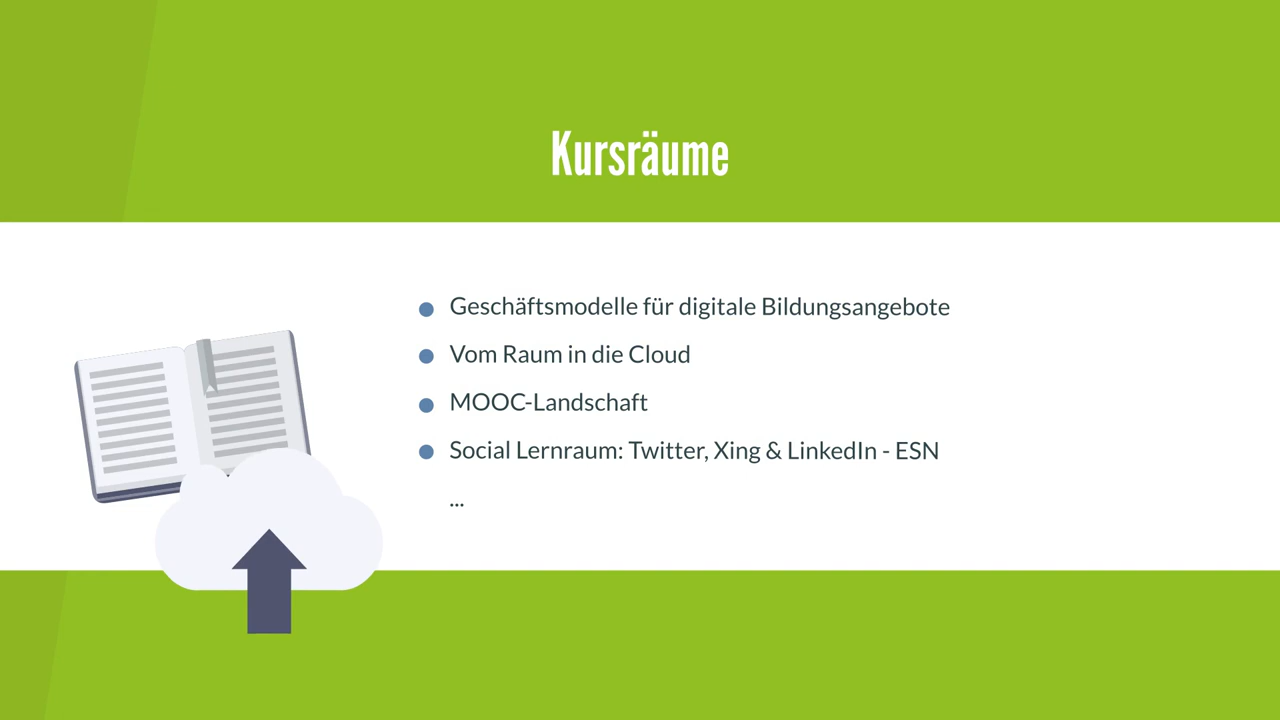 Kursräume
Geschäftsmodelle für digitale Bildungsangebote
Vom Raum in die Cloud
MOOC-Landschaft
Social Lernraum: Twitter, Xing & LinkedIn - ESN
...